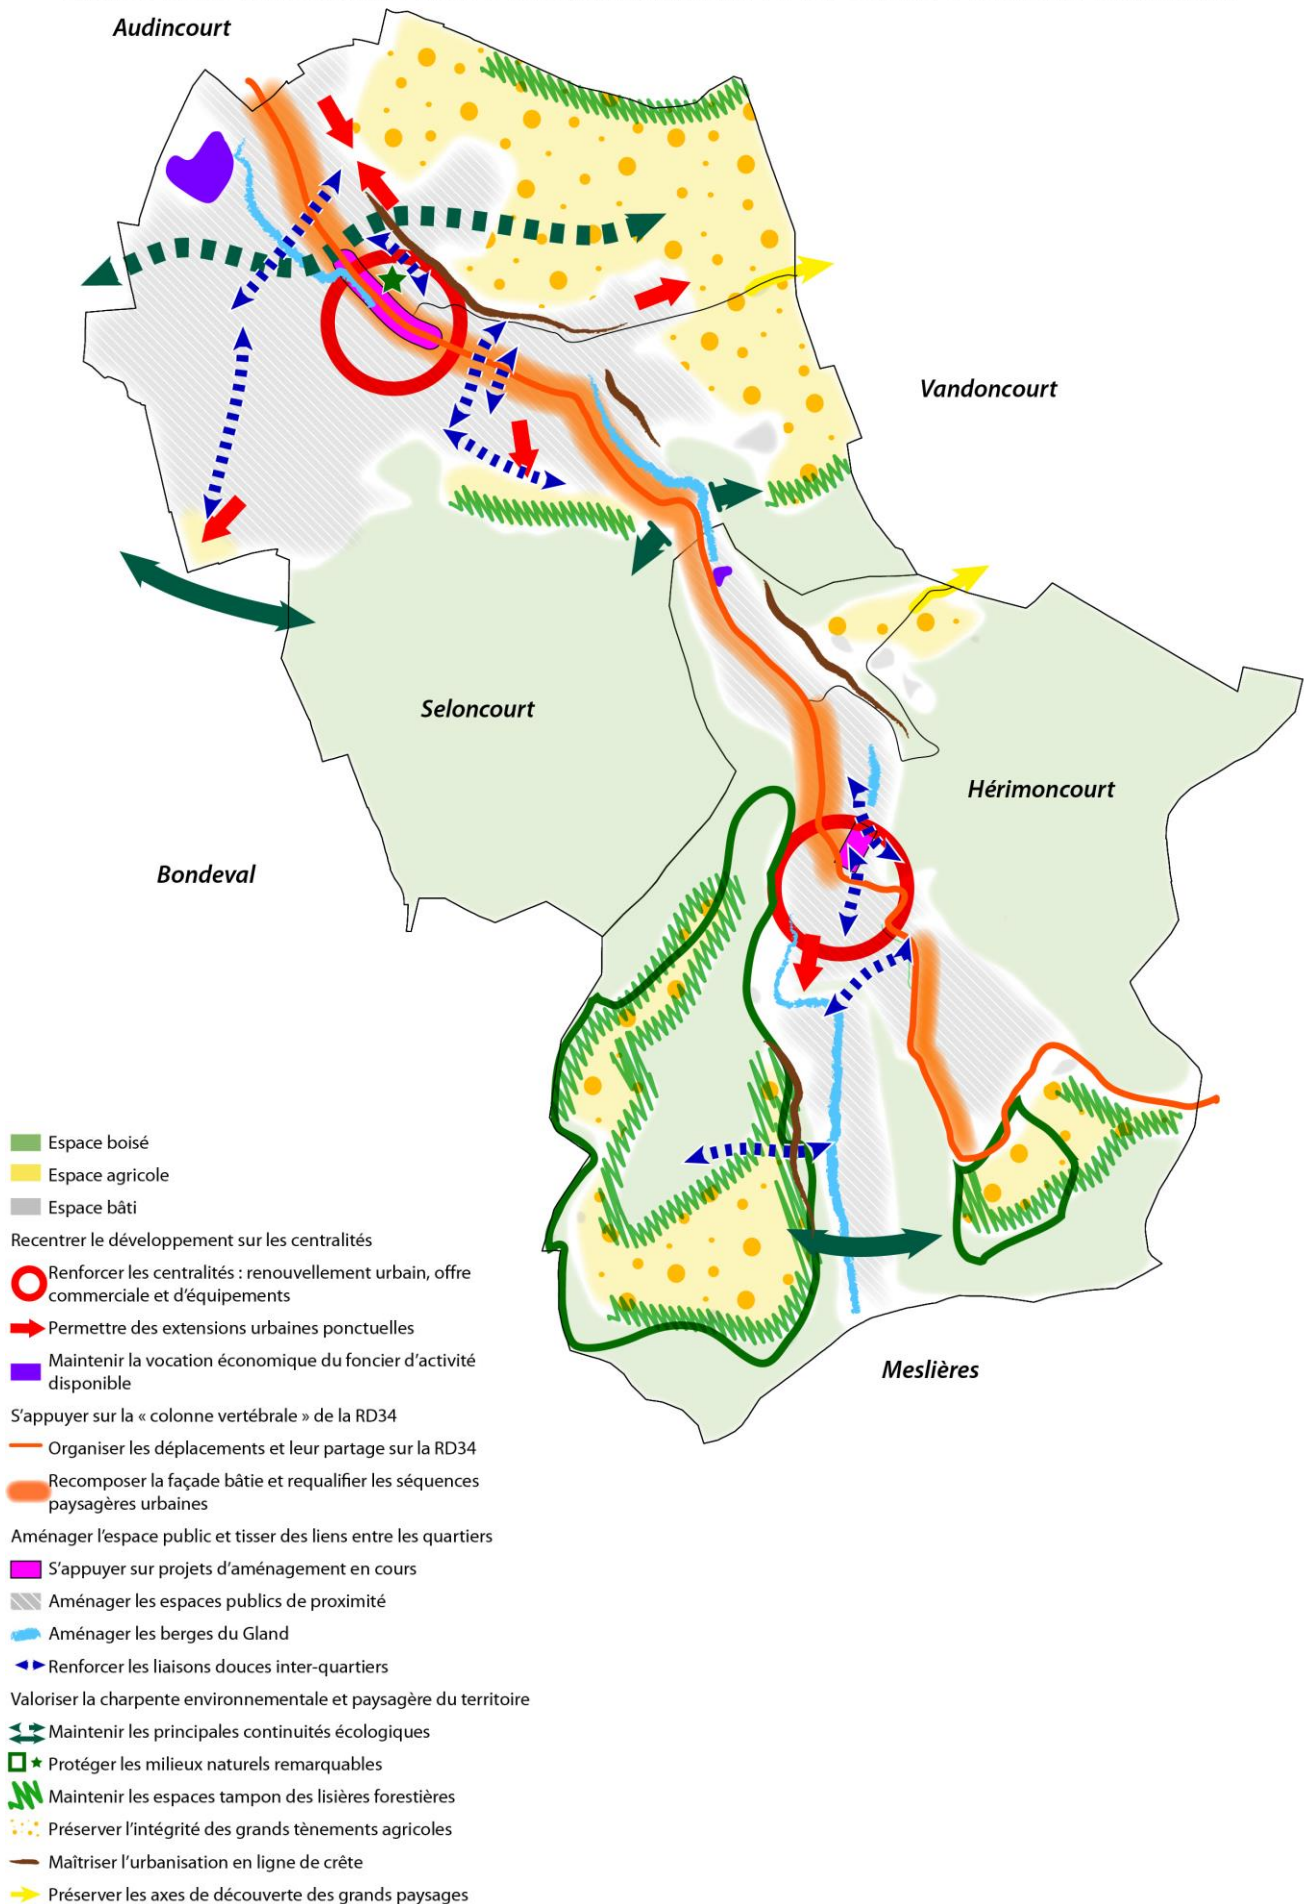 Audincourt
Vandoncourt
Seloncourt
Hérimoncourt
Bondeval
Meslières
Espace boisé
Espace agricole
Espace bâti
Recentrer le développement sur les centralités
Renforcer les centralités : renouvellement urbain, offre
commerciale et d’équipements
Permettre des extensions urbaines ponctuelles
Maintenir la vocation économique du foncier d’activité
disponible
S’appuyer sur la « colonne vertébrale » de la RD34
Organiser les déplacements et leur partage sur la RD34
Recomposer la façade bâtie et requalifier les séquences
paysagères urbaines
Aménager l’espace public et tisser des liens entre les quartiers
S’appuyer sur projets d’aménagement en cours
Aménager les espaces publics de proximité
Aménager les berges du Gland
Renforcer les liaisons douces inter-quartiers
Valoriser la charpente environnementale et paysagère du territoire
Maintenir les principales continuités écologiques
Protéger les milieux naturels remarquables
Maintenir les espaces tampon des lisières forestières
Préserver l’intégrité des grands tènements agricoles
Maîtriser l’urbanisation en ligne de crête
Préserver les axes de découverte des grands paysages